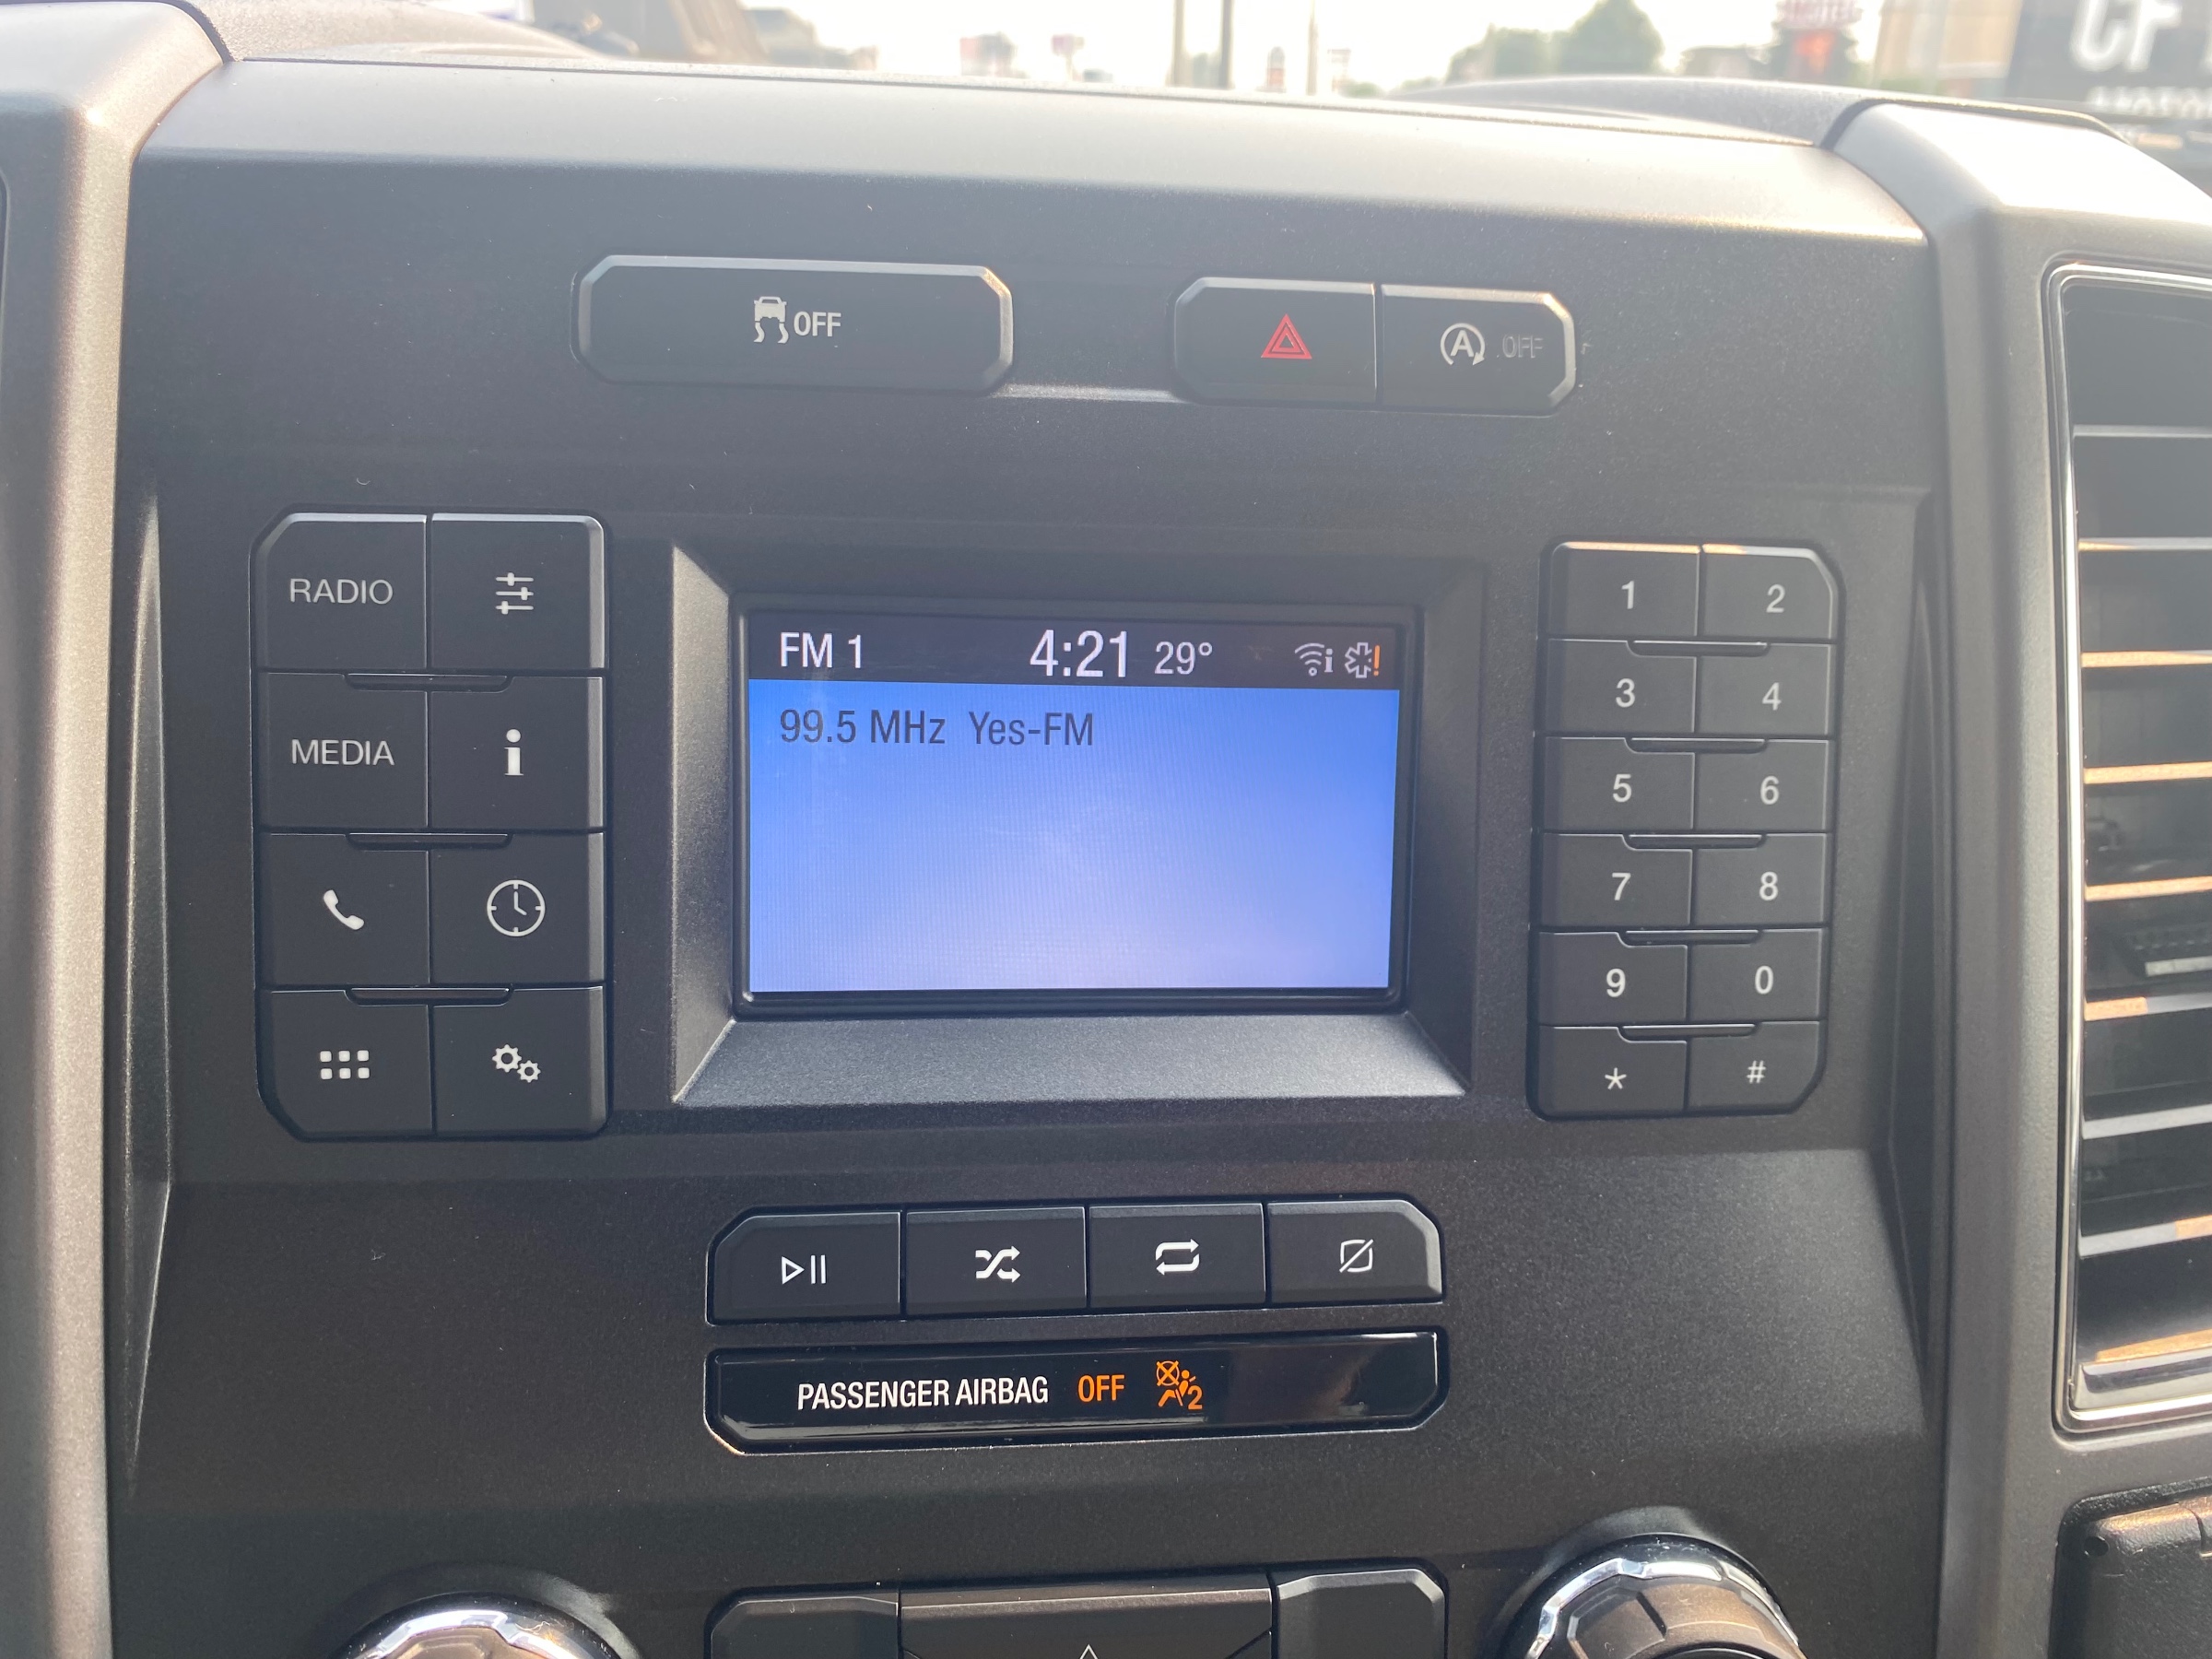 OFF
A OFF
RADIO
MEDIA
FM 1 4:21 29° i !
99.5 MHz Yes-FM
1 2
3 4
5 6
7 8
9 0
* #
i
PASSENGER AIRBAG OFF 2